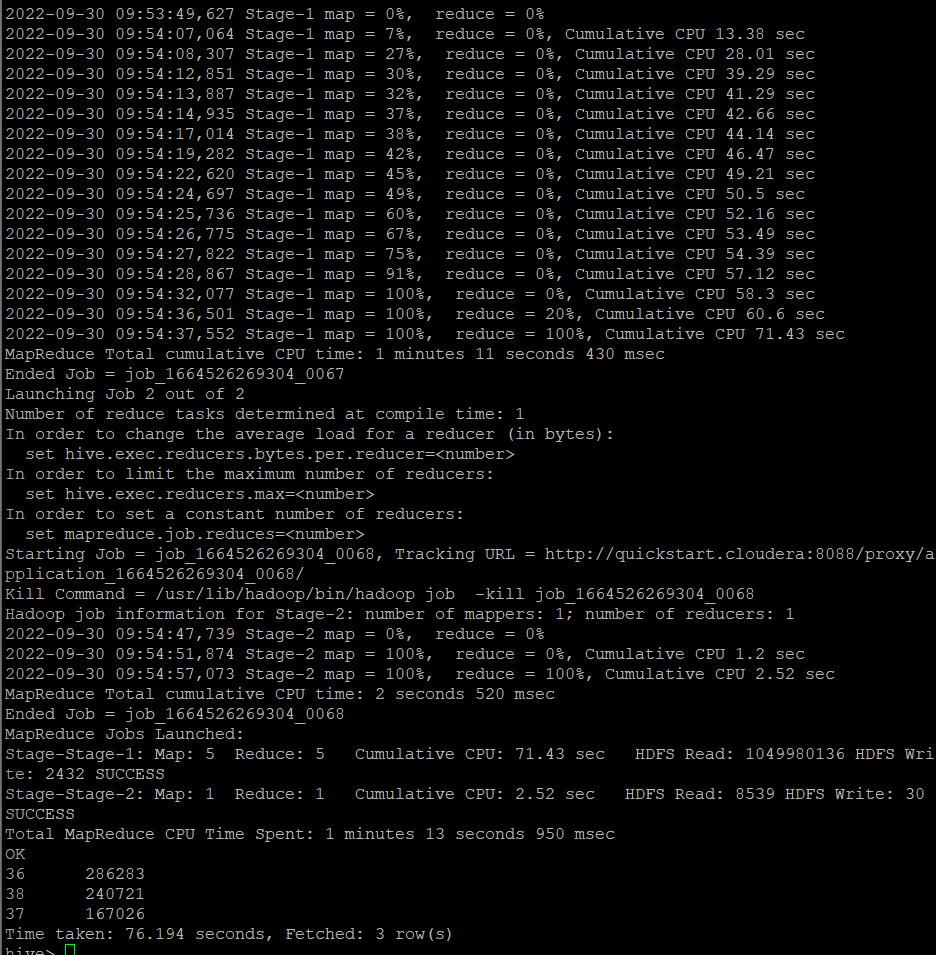 2022-09-30 09:53:49,627 Stage-1 map = 0%,  reduce = 0%
2022-09-30 09:54:07,064 Stage-1 map = 7%,  reduce = 0%, Cumulative CPU 13.38 sec
2022-09-30 09:54:08,307 Stage-1 map = 27%,  reduce = 0%, Cumulative CPU 28.01 sec
2022-09-30 09:54:12,851 Stage-1 map = 30%,  reduce = 0%, Cumulative CPU 39.29 sec
2022-09-30 09:54:13,887 Stage-1 map = 32%,  reduce = 0%, Cumulative CPU 41.29 sec
2022-09-30 09:54:14,935 Stage-1 map = 37%,  reduce = 0%, Cumulative CPU 42.66 sec
2022-09-30 09:54:17,014 Stage-1 map = 38%,  reduce = 0%, Cumulative CPU 44.14 sec
2022-09-30 09:54:19,282 Stage-1 map = 42%,  reduce = 0%, Cumulative CPU 46.47 sec
2022-09-30 09:54:22,620 Stage-1 map = 45%,  reduce = 0%, Cumulative CPU 49.21 sec
2022-09-30 09:54:24,697 Stage-1 map = 49%,  reduce = 0%, Cumulative CPU 50.5 sec
2022-09-30 09:54:25,736 Stage-1 map = 60%,  reduce = 0%, Cumulative CPU 52.16 sec
2022-09-30 09:54:26,775 Stage-1 map = 67%,  reduce = 0%, Cumulative CPU 53.49 sec
2022-09-30 09:54:27,822 Stage-1 map = 75%,  reduce = 0%, Cumulative CPU 54.39 sec
2022-09-30 09:54:28,867 Stage-1 map = 91%,  reduce = 0%, Cumulative CPU 57.12 sec
2022-09-30 09:54:32,077 Stage-1 map = 100%,  reduce = 0%, Cumulative CPU 58.3 sec
2022-09-30 09:54:36,501 Stage-1 map = 100%,  reduce = 20%, Cumulative CPU 60.6 sec
2022-09-30 09:54:37,552 Stage-1 map = 100%,  reduce = 100%, Cumulative CPU 71.43 sec
MapReduce Total cumulative CPU time: 1 minutes 11 seconds 430 msec
Ended Job = job_1664526269304_0067
Launching Job 2 out of 2
Number of reduce tasks determined at compile time: 1
In order to change the average load for a reducer (in bytes):
  set hive.exec.reducers.bytes.per.reducer=<number>
In order to limit the maximum number of reducers:
  set hive.exec.reducers.max=<number>
In order to set a constant number of reducers:
  set mapreduce.job.reduces=<number>
Starting Job = job_1664526269304_0068, Tracking URL = http://quickstart.cloudera:8088/proxy/a
pplication_1664526269304_0068/
Kill Command = /usr/lib/hadoop/bin/hadoop job  -kill job_1664526269304_0068
Hadoop job information for Stage-2: number of mappers: 1; number of reducers: 1
2022-09-30 09:54:47,739 Stage-2 map = 0%,  reduce = 0%
2022-09-30 09:54:51,874 Stage-2 map = 100%,  reduce = 0%, Cumulative CPU 1.2 sec
2022-09-30 09:54:57,073 Stage-2 map = 100%,  reduce = 100%, Cumulative CPU 2.52 sec
MapReduce Total cumulative CPU time: 2 seconds 520 msec
Ended Job = job_1664526269304_0068
MapReduce Jobs Launched:
Stage-Stage-1: Map: 5  Reduce: 5   Cumulative CPU: 71.43 sec   HDFS Read: 1049980136 HDFS Wri
te: 2432 SUCCESS
Stage-Stage-2: Map: 1  Reduce: 1   Cumulative CPU: 2.52 sec   HDFS Read: 8539 HDFS Write: 30
SUCCESS
Total MapReduce CPU Time Spent: 1 minutes 13 seconds 950 msec
OK
36      286283
38      240721
37      167026
Time taken: 76.194 seconds, Fetched: 3 row(s)
hive>